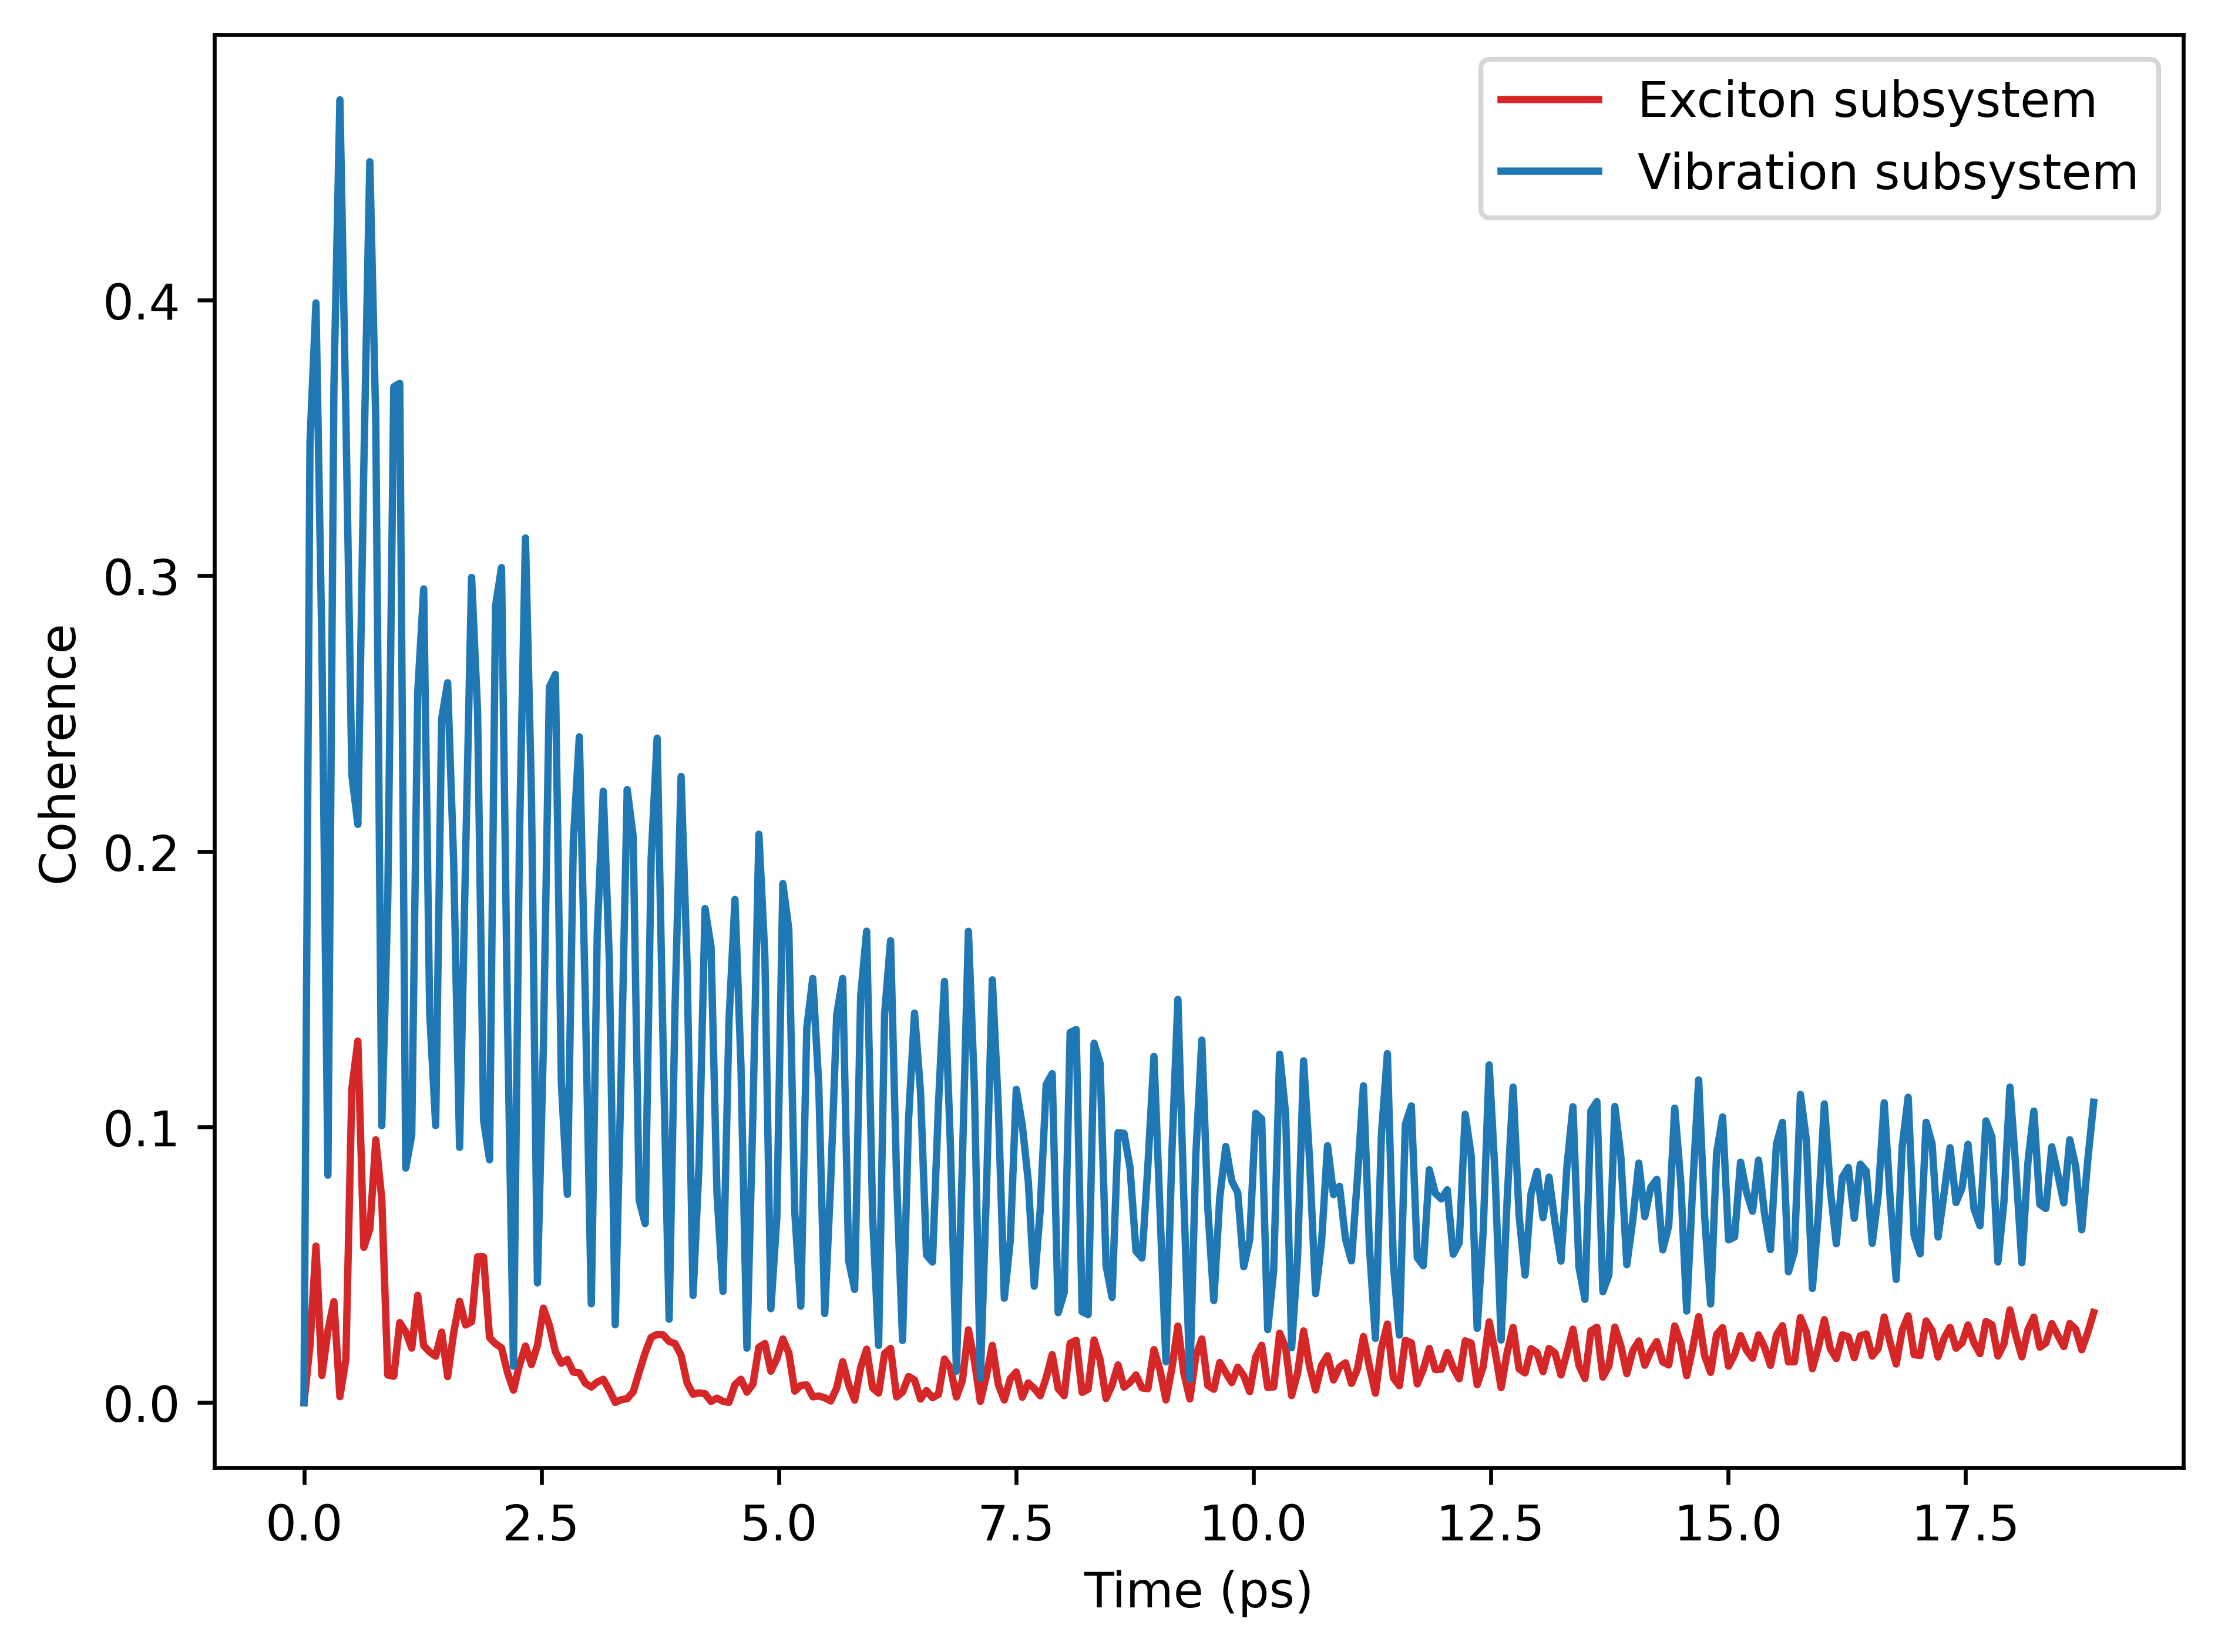 Exciton subsystem
Vibration subsystem
Coherence
0.4
0.3
0.2
0.1
0.0
0.0 2.5 5.0 7.5 10.0 12.5 15.0 17.5
Time (ps)